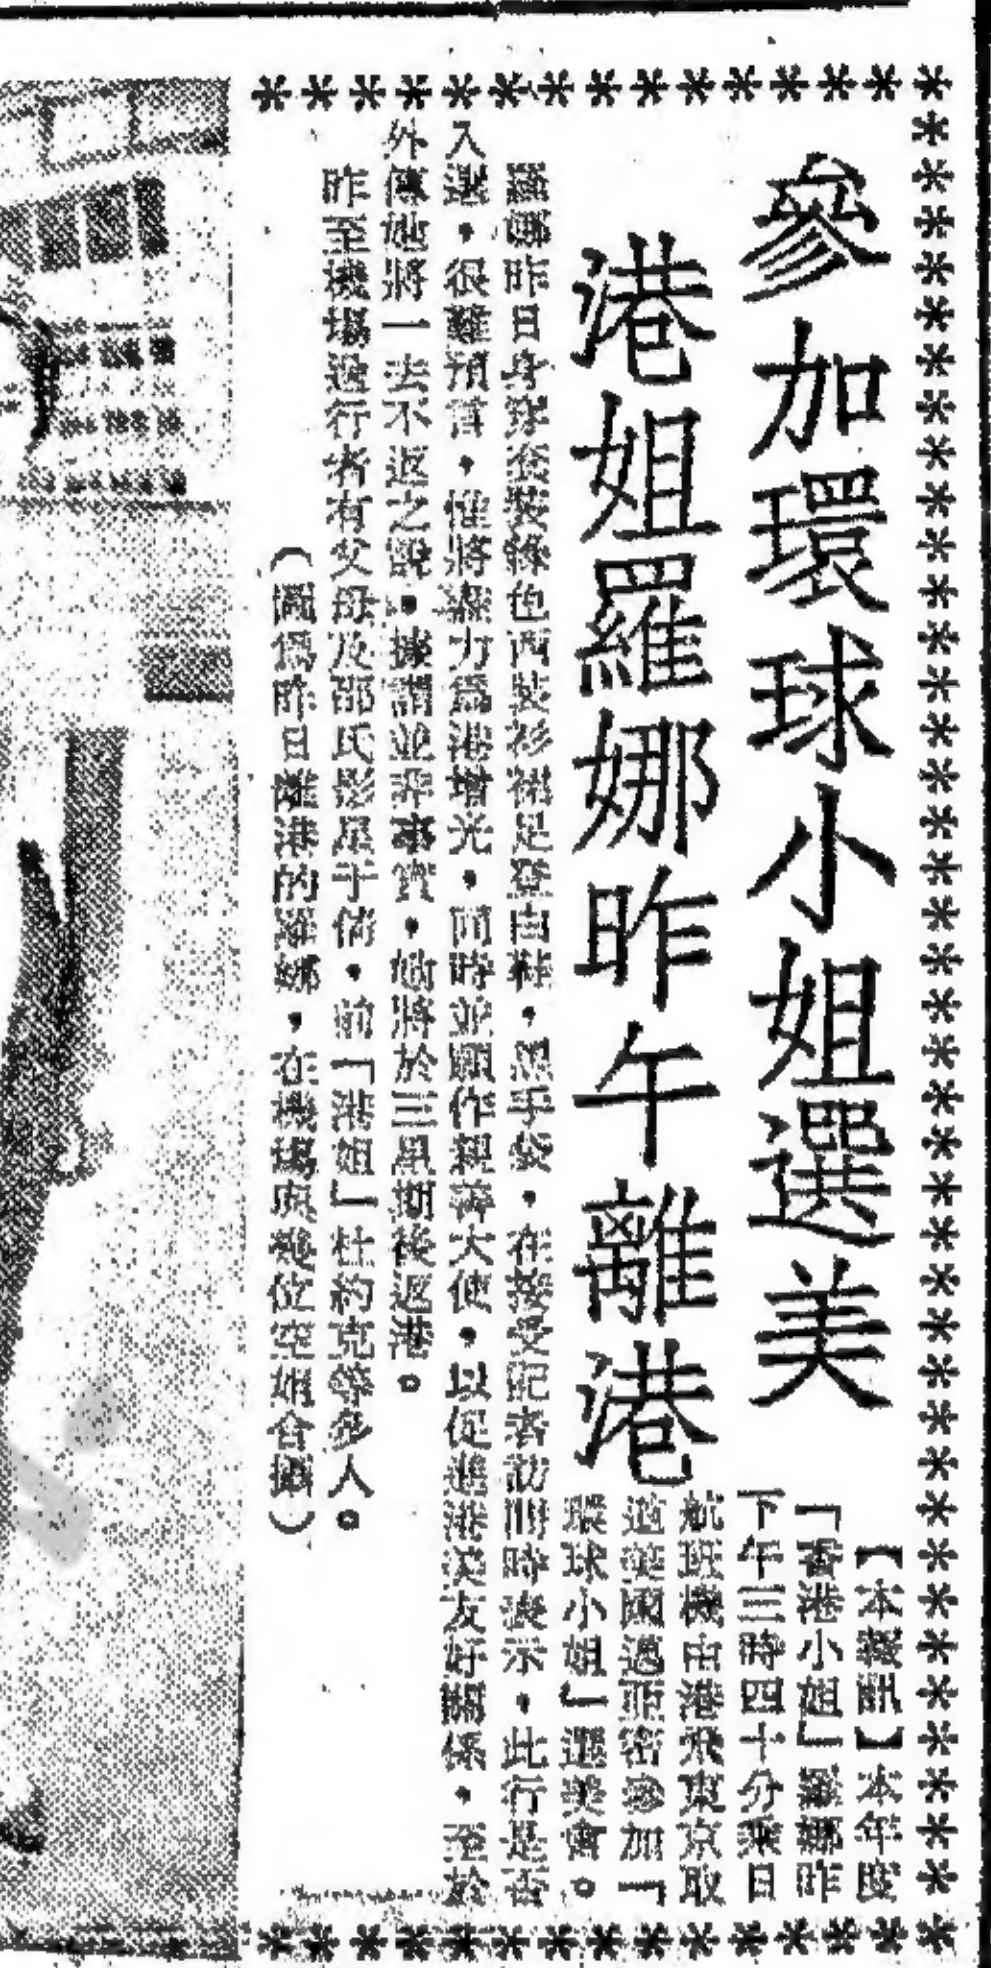 參加環球小姐選美
港姐羅娜昨午離港
【本報訊】本年度
「香港小姐」羅娜昨
下午三時四十分乘日
航班機由港飛東京取
道美國邁亞密參加「
環球小姐」選美會。
羅娜昨日身穿套裝綠色西裝衫裙足登白鞋,黑手袋,在接受記者訪問時表示,此行是否
入選,很難預言,惟將盡力為港增光,同時並願作親善大使,以促進港美友好關係,至於
外傳她將一去不返之說,據謂並非事實,她將於三星期後返港。
昨至機場送行者有父母及邵氏影星于倩,前「港姐」杜約克等多人。
(圖為昨日離港的羅娜,在機場與幾位空姐合攝)